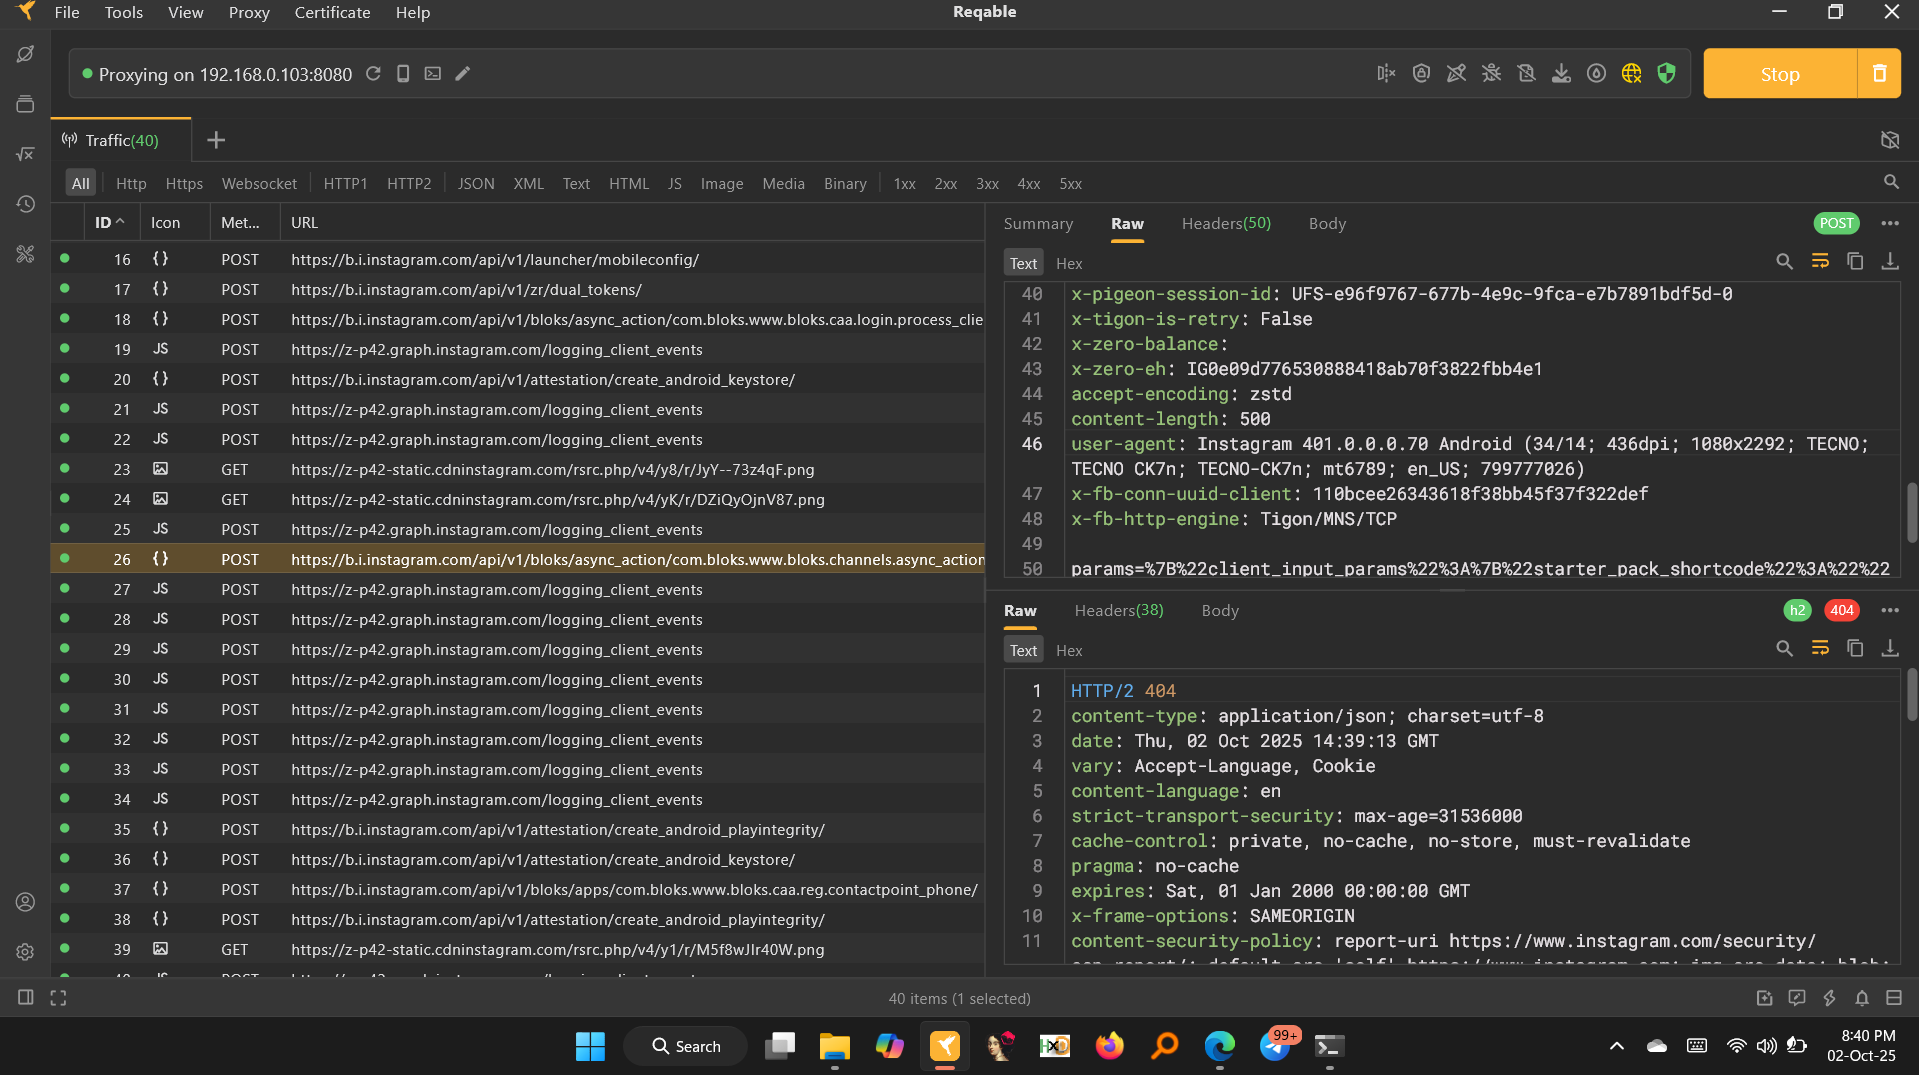 File Tools View Proxy Certificate Help
Reqable
Proxying on 192.168.0.103:8080
Stop
Traffic(40)
All Http Https Websocket HTTP1 HTTP2 JSON XML Text HTML JS Image Media Binary 1xx 2xx 3xx 4xx 5xx
ID Icon Met... URL
16 {} POST https://b.i.instagram.com/api/v1/launcher/mobileconfig/
17 {} POST https://b.i.instagram.com/api/v1/zr/dual_tokens/
18 {} POST https://b.i.instagram.com/api/v1/bloks/async_action/com.bloks.www.bloks.caa.login.process_clie
19 JS POST https://z-p42.graph.instagram.com/logging_client_events
20 {} POST https://b.i.instagram.com/api/v1/attestation/create_android_keystore/
21 JS POST https://z-p42.graph.instagram.com/logging_client_events
22 JS POST https://z-p42.graph.instagram.com/logging_client_events
23 GET https://z-p42-static.cdninstagram.com/rsrc.php/v4/y8/r/JyY--73z4qF.png
24 GET https://z-p42-static.cdninstagram.com/rsrc.php/v4/yK/r/DZiQyOjnV87.png
25 JS POST https://z-p42.graph.instagram.com/logging_client_events
26 {} POST https://b.i.instagram.com/api/v1/bloks/async_action/com.bloks.www.bloks.channels.async_action
27 JS POST https://z-p42.graph.instagram.com/logging_client_events
28 JS POST https://z-p42.graph.instagram.com/logging_client_events
29 JS POST https://z-p42.graph.instagram.com/logging_client_events
30 JS POST https://z-p42.graph.instagram.com/logging_client_events
31 JS POST https://z-p42.graph.instagram.com/logging_client_events
32 JS POST https://z-p42.graph.instagram.com/logging_client_events
33 JS POST https://z-p42.graph.instagram.com/logging_client_events
34 JS POST https://z-p42.graph.instagram.com/logging_client_events
35 {} POST https://b.i.instagram.com/api/v1/attestation/create_android_playintegrity/
36 {} POST https://b.i.instagram.com/api/v1/attestation/create_android_keystore/
37 {} POST https://b.i.instagram.com/api/v1/bloks/apps/com.bloks.www.bloks.caa.reg.contactpoint_phone/
38 {} POST https://b.i.instagram.com/api/v1/attestation/create_android_playintegrity/
39 GET https://z-p42-static.cdninstagram.com/rsrc.php/v4/y1/r/M5f8wJlr40W.png
Summary Raw Headers(50) Body POST
Text Hex
40 x-pigeon-session-id: UFS-e96f9767-677b-4e9c-9fca-e7b7891bdf5d-0
41 x-tigon-is-retry: False
42 x-zero-balance:
43 x-zero-eh: IG0e09d776530888418ab70f3822fbb4e1
44 accept-encoding: zstd
45 content-length: 500
46 user-agent: Instagram 401.0.0.0.70 Android (34/14; 436dpi; 1080x2292; TECNO;
TECNO CK7n; TECNO-CK7n; mt6789; en_US; 799777026)
47 x-fb-conn-uuid-client: 110bcee26343618f38bb45f37f322def
48 x-fb-http-engine: Tigon/MNS/TCP
49
50 params=%7B%22client_input_params%22%3A%7B%22starter_pack_shortcode%22%3A%22%22
Raw Headers(38) Body h2 404
Text Hex
1 HTTP/2 404
2 content-type: application/json; charset=utf-8
3 date: Thu, 02 Oct 2025 14:39:13 GMT
4 vary: Accept-Language, Cookie
5 content-language: en
6 strict-transport-security: max-age=31536000
7 cache-control: private, no-cache, no-store, must-revalidate
8 pragma: no-cache
9 expires: Sat, 01 Jan 2000 00:00:00 GMT
10 x-frame-options: SAMEORIGIN
11 content-security-policy: report-uri https://www.instagram.com/security/
40 items (1 selected)
Search
99+
8:40 PM
02-Oct-25